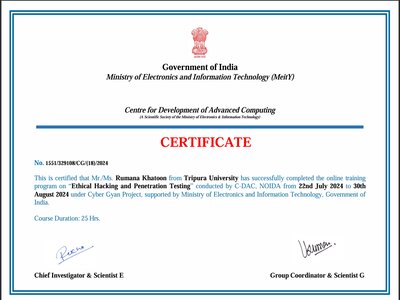 Government of India
Ministry of Electronics and Information Technology (MeitY)
Centre for Development of Advanced Computing
(A Scientific Society of the Ministry of Electronics & Information Technology)
CERTIFICATE
No. 1551/329108/CG/(18)/2024
This is certified that Mr./Ms. Rumana Khatoon from Tripura University has successfully completed the online training
program on "Ethical Hacking and Penetration Testing" conducted by C-DAC, NOIDA from 22nd July 2024 to 30th
August 2024 under Cyber Gyan Project, supported by Ministry of Electronics and Information Technology, Government of
India.
Course Duration: 25 Hrs.
Chief Investigator & Scientist E
Group Coordinator & Scientist G